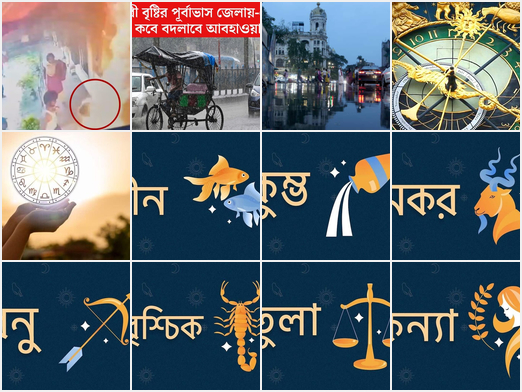 রী বৃষ্টির পূর্বাভাস জেলায়-
কবে বদলাবে আবহাওয়া
ীন
কুম্ভ
মকর
নু
বৃশ্চিক
তুলা
কন্যা